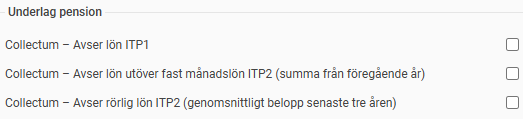 Underlag pension
Collectum – Avser lön ITP1
Collectum – Avser lön utöver fast månadslön ITP2 (summa från föregående år)
Collectum – Avser rörlig lön ITP2 (genomsnittligt belopp senaste tre åren)